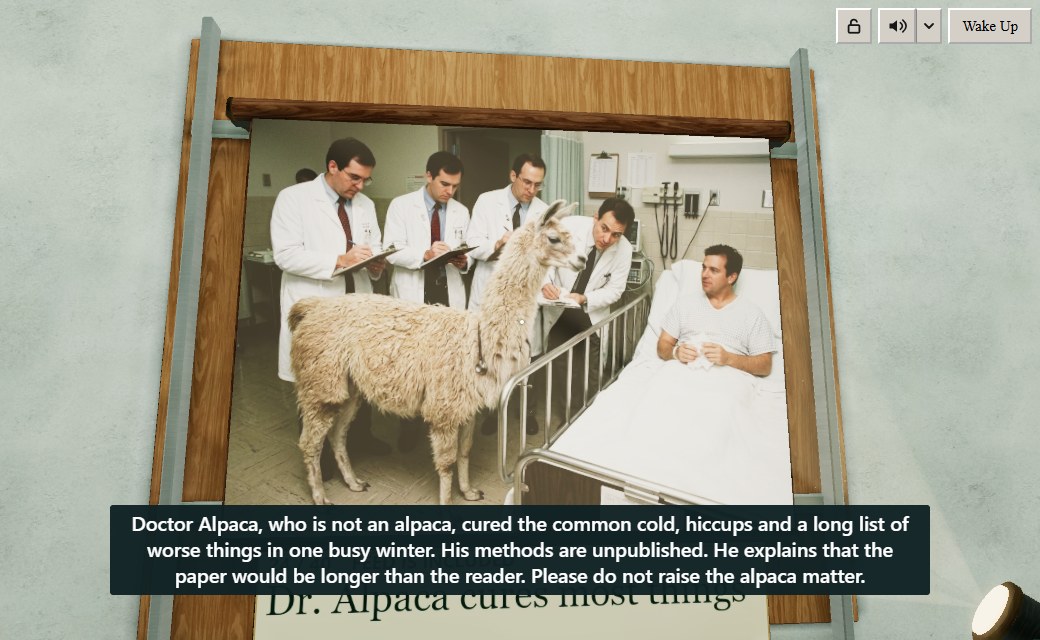 Wake Up
Doctor Alpaca, who is not an alpaca, cured the common cold, hiccups and a long list of
worse things in one busy winter. His methods are unpublished. He explains that the
paper would be longer than the reader. Please do not raise the alpaca matter.
Dr. Alpaca cures most things